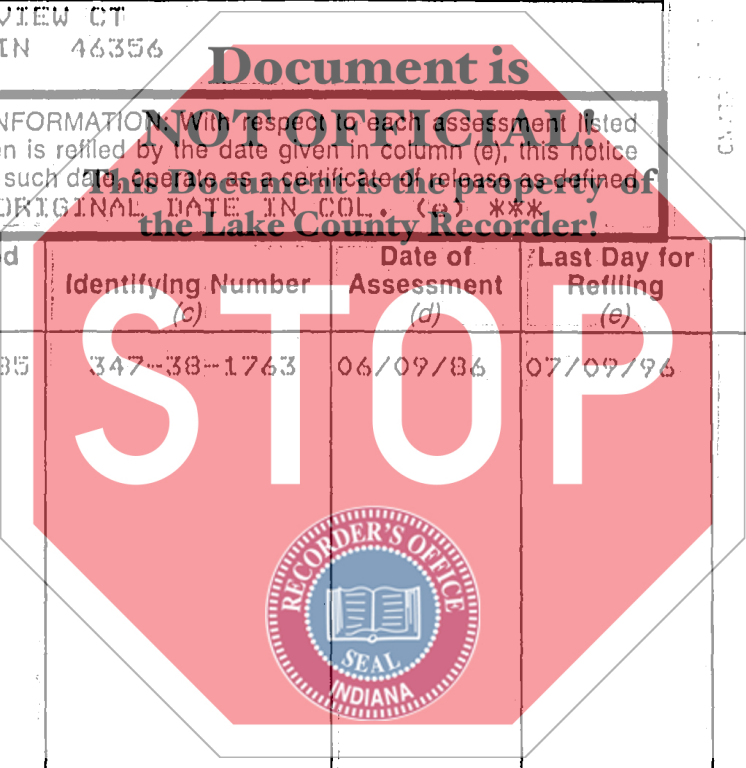 VIEW CT
IN 46356
Document is
NFORMATION: With respect to each assessment listed
NOT OFFICIAL!
en is refiled by the date given in column (e), this notice
such date, operate as a certificate of release as defined
This Document is the property of
ORIGINAL DATE IN COL. (e) ***
the Lake County Recorder!
d
Identifying Number
(c)
Date of
Assessment
(d)
Last Day for
Refiling
(e)
STOP
85 347-38-1763 06/09/86 07/09/96
RECORDER'S OFFICE
SEAL
INDIANA